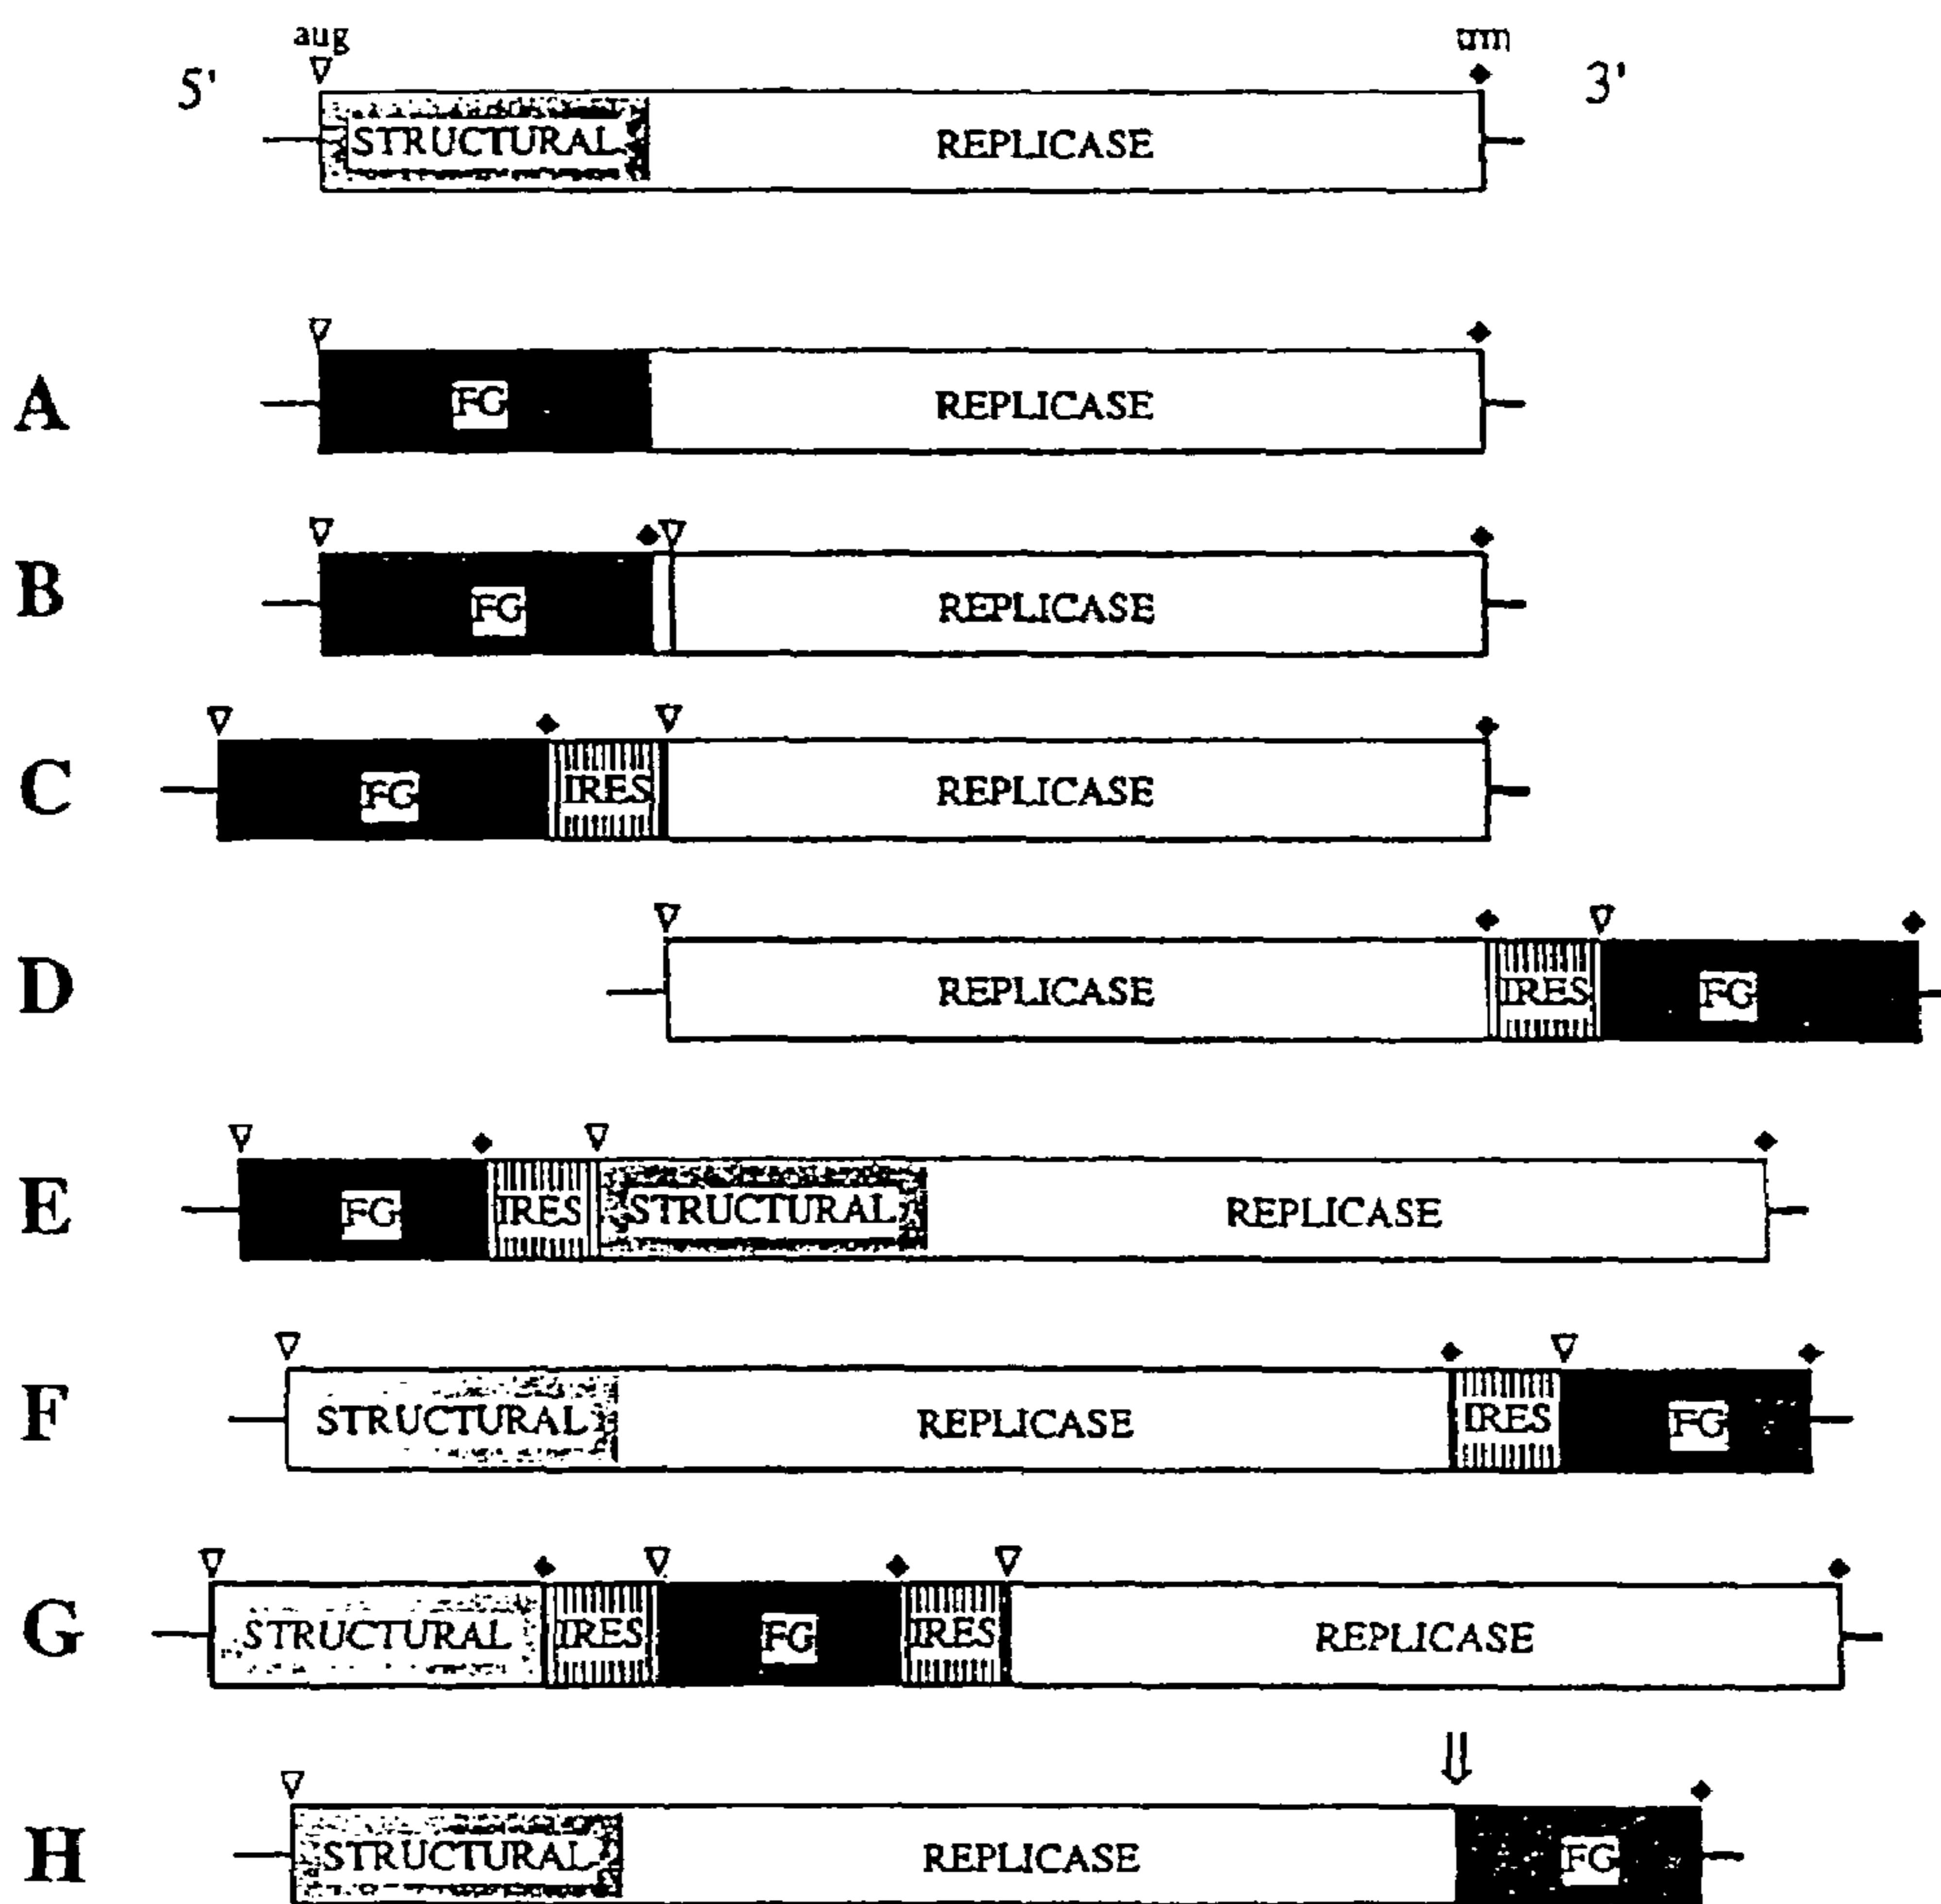 aug
5' 3'
STRUCTURAL REPLICASE
A FG REPLICASE
B FG REPLICASE
C FG IRES REPLICASE
D REPLICASE IRES FG
E FG IRES STRUCTURAL REPLICASE
F STRUCTURAL REPLICASE IRES FG
G STRUCTURAL IRES FG IRES REPLICASE
H STRUCTURAL REPLICASE FG